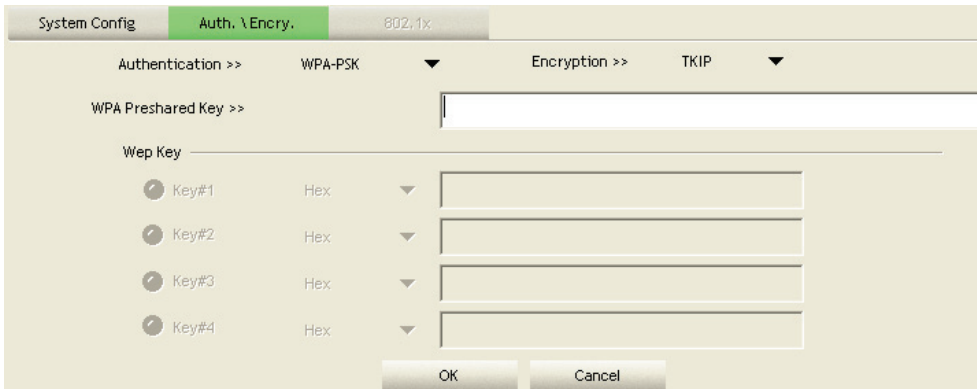 System Config Auth. \ Encry. 802.1x
Authentication >> WPA-PSK Encryption >> TKIP
WPA Preshared Key >>
Wep Key
Key#1 Hex
Key#2 Hex
Key#3 Hex
Key#4 Hex
OK Cancel